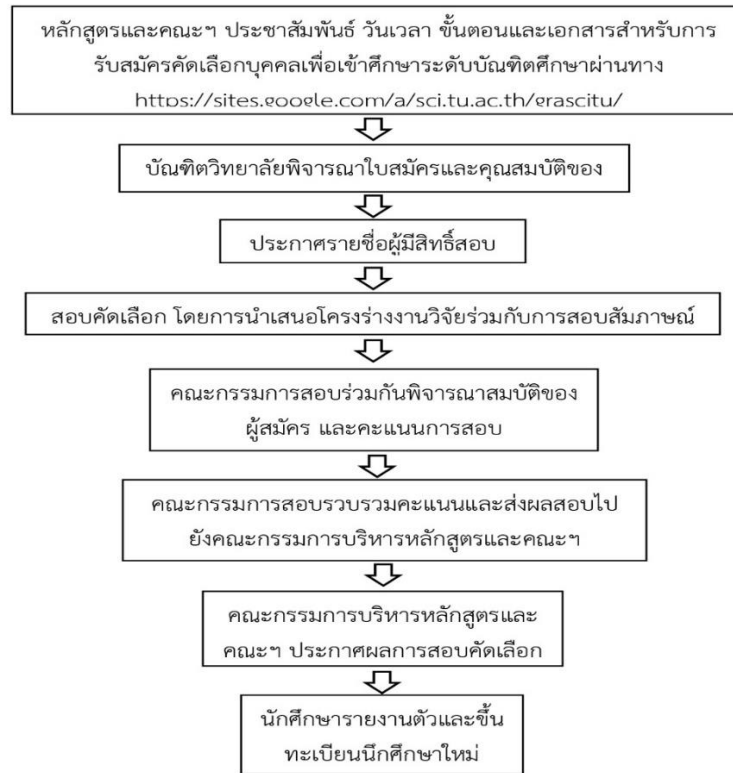 หลักสูตรและคณะฯ ประชาสัมพันธ์ วันเวลา ขั้นตอนและเอกสารสำหรับการ
รับสมัครคัดเลือกบุคคลเพื่อเข้าศึกษาระดับบัณฑิตศึกษาผ่านทาง
https://sites.google.com/a/sci.tu.ac.th/grascitu/
บัณฑิตวิทยาลัยพิจารณาใบสมัครและคุณสมบัติของ
ประกาศรายชื่อผู้มีสิทธิ์สอบ
สอบคัดเลือก โดยการนำเสนอโครงร่างงานวิจัยร่วมกับการสอบสัมภาษณ์
คณะกรรมการสอบร่วมกันพิจารณาสมบัติของ
ผู้สมัคร และคะแนนการสอบ
คณะกรรมการสอบรวบรวมคะแนนและส่งผลสอบไป
ยังคณะกรรมการบริหารหลักสูตรและคณะฯ
คณะกรรมการบริหารหลักสูตรและ
คณะฯ ประกาศผลการสอบคัดเลือก
นักศึกษารายงานตัวและขึ้น
ทะเบียนนึกศึกษาใหม่